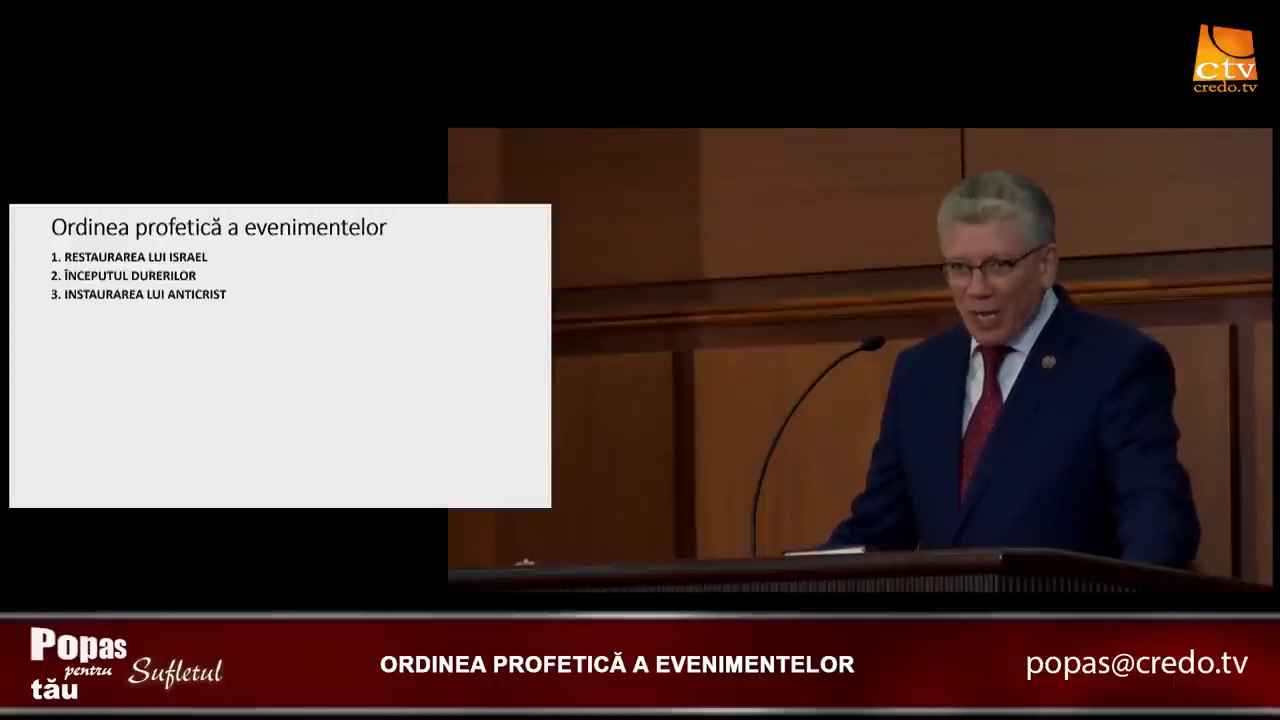 ctv
credo.tv
Ordinea profetică a evenimentelor
1. RESTAURAREA LUI ISRAEL
2. ÎNCEPUTUL DURERILOR
3. INSTAURAREA LUI ANTICRIST
Popas
pentru
tău
Sufletul
ORDINEA PROFETICĂ A EVENIMENTELOR
popas@credo.tv